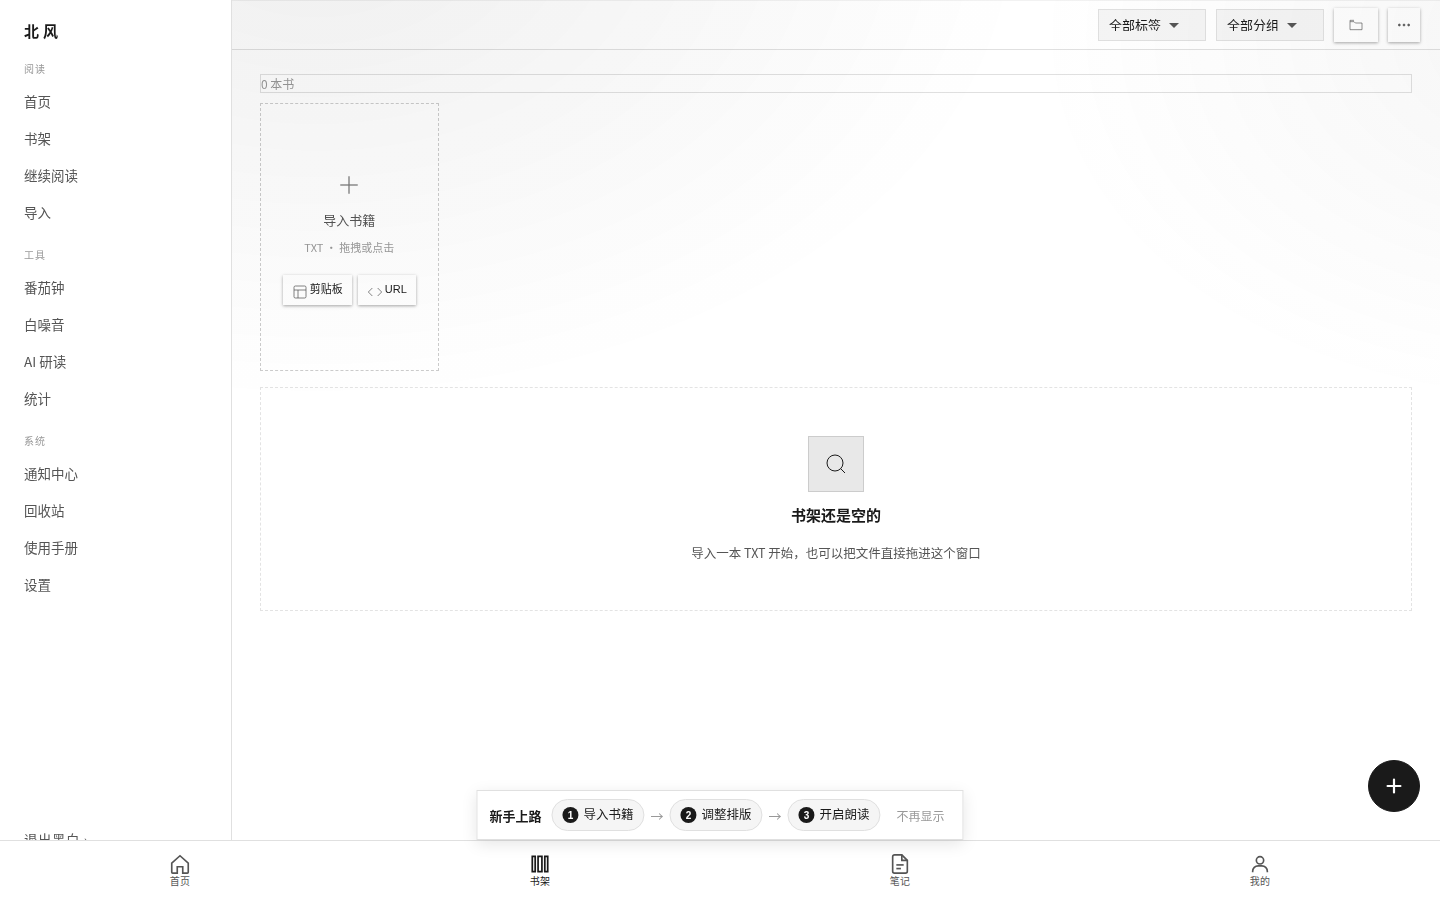 北风
阅读
首页
书架
继续阅读
导入
工具
番茄钟
白噪音
AI 研读
统计
系统
通知中心
回收站
使用手册
设置
全部标签
全部分组
0 本书
导入书籍
TXT · 拖拽或点击
剪贴板
URL
书架还是空的
导入一本 TXT 开始，也可以把文件直接拖进这个窗口
新手上路
1 导入书籍 → 2 调整排版 → 3 开启朗读
不再显示
首页
书架
笔记
我的